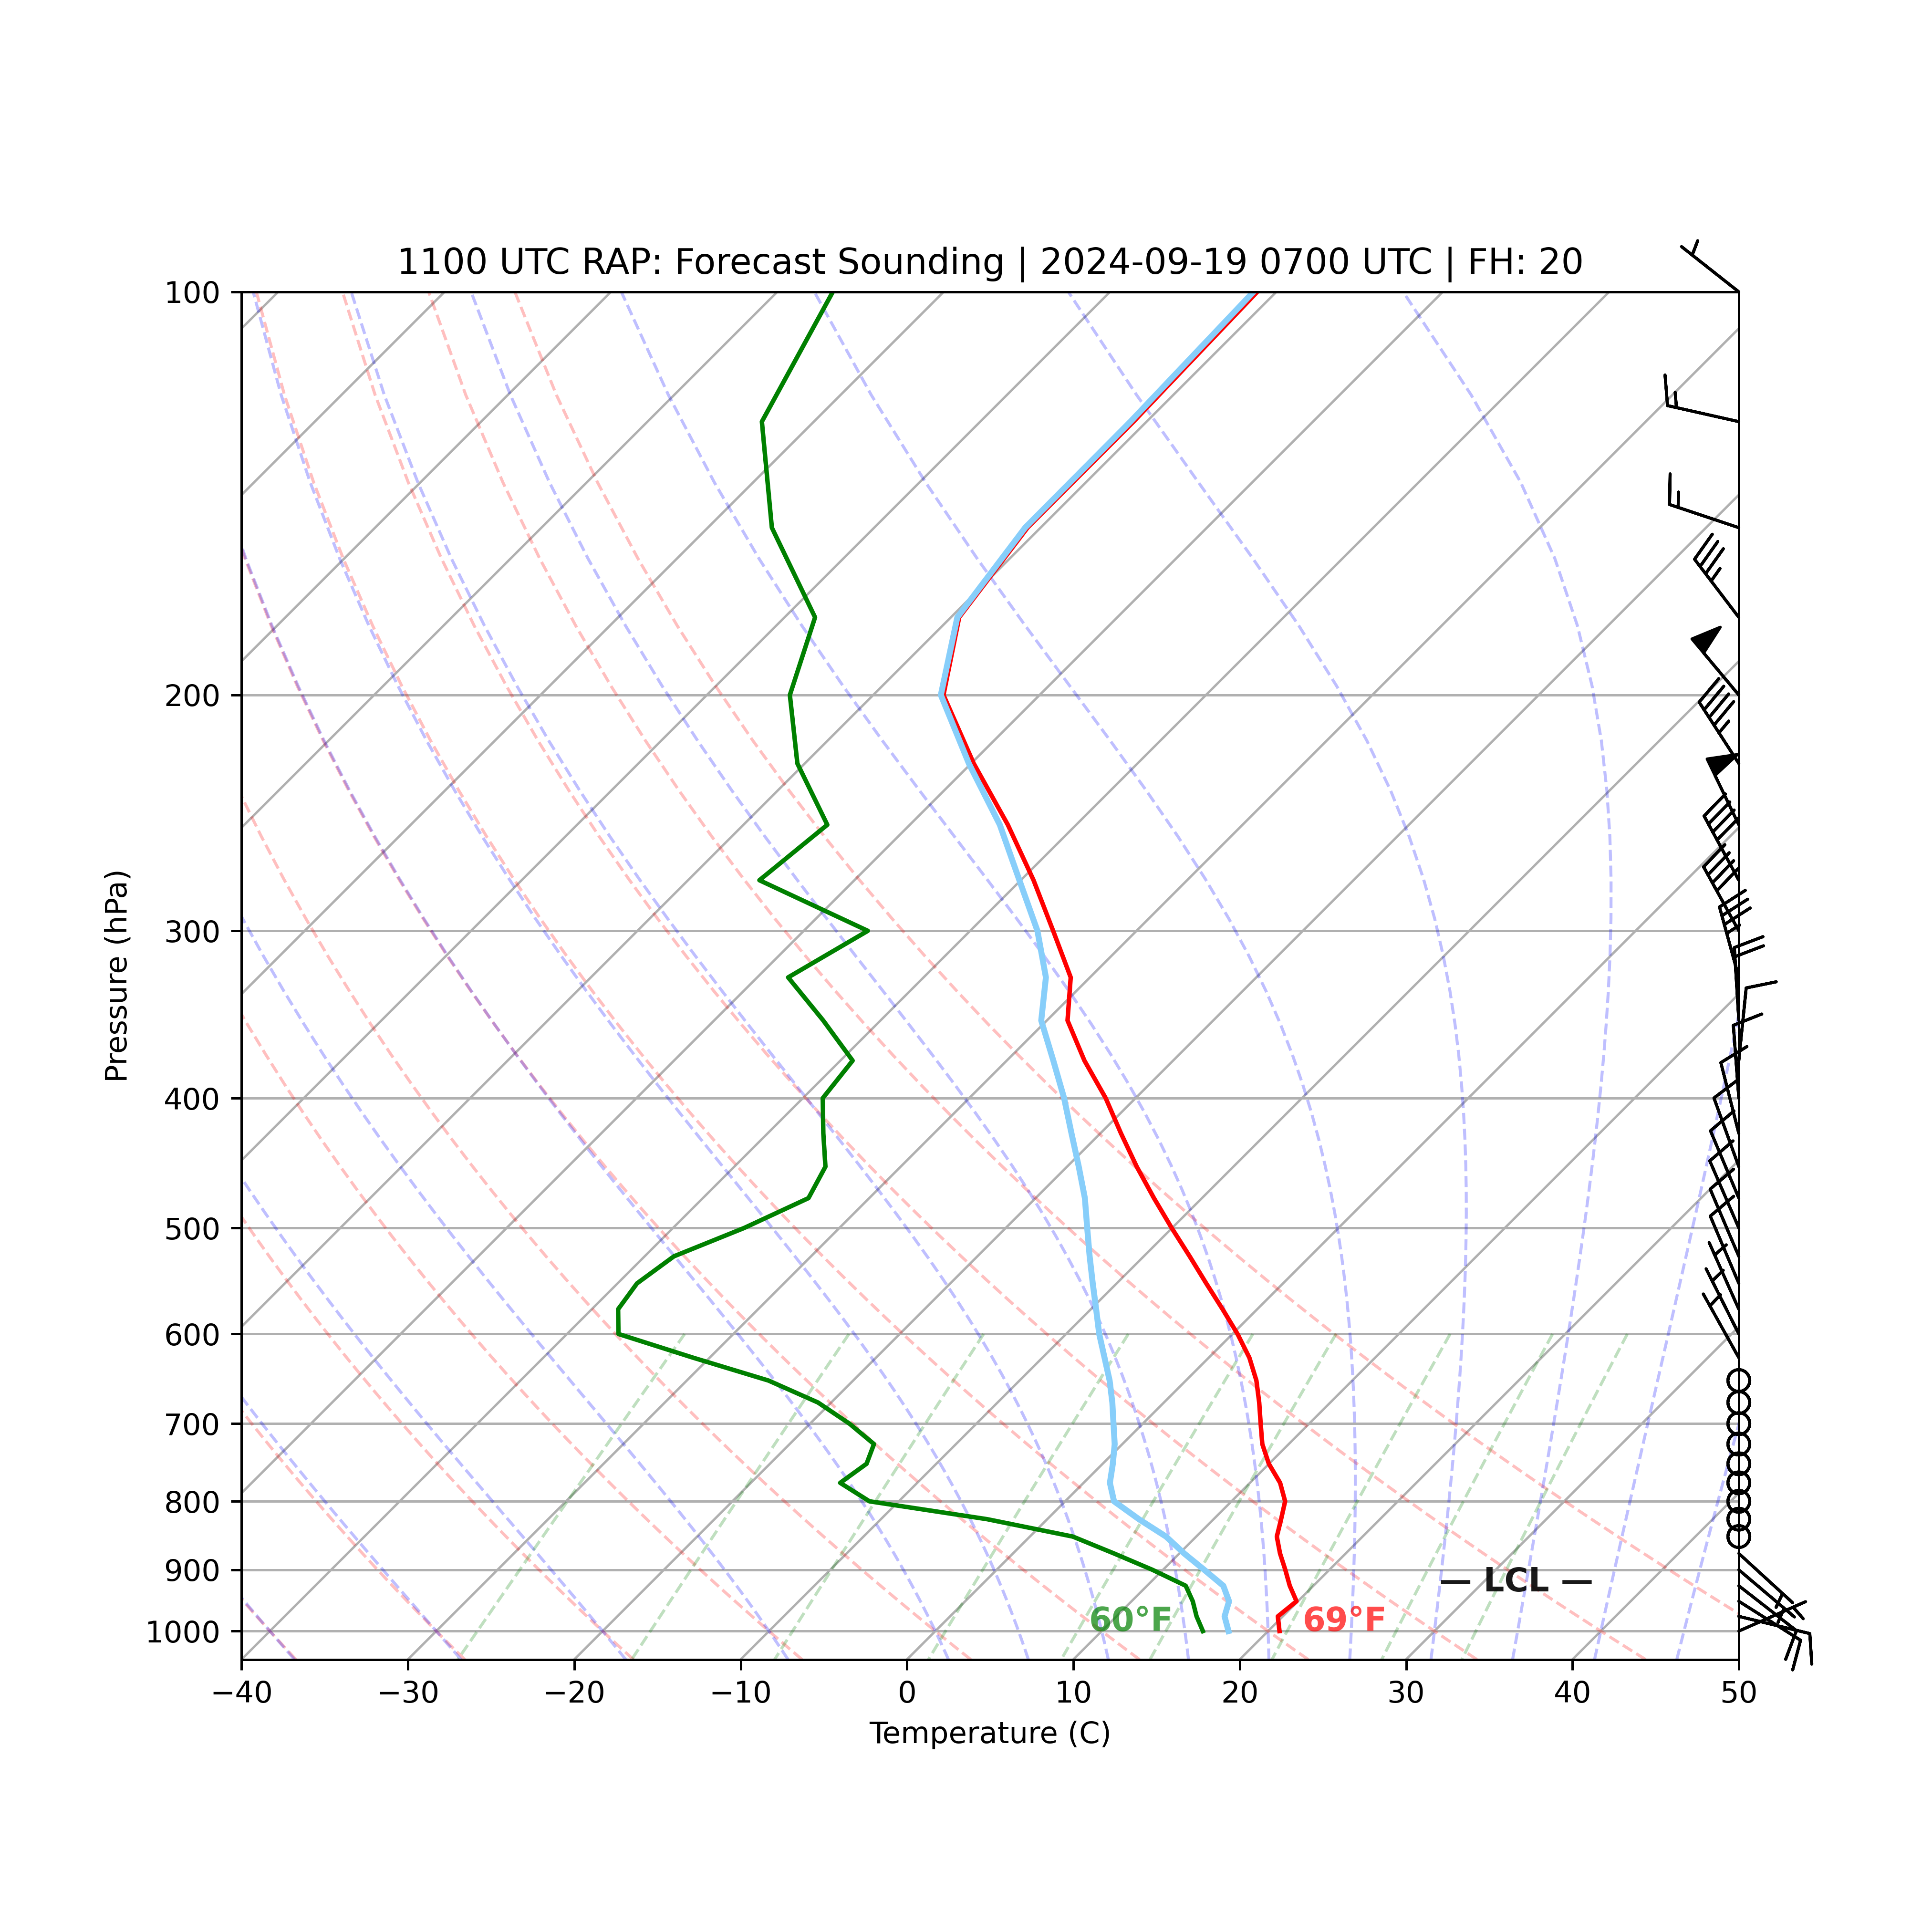 1100 UTC RAP: Forecast Sounding | 2024-09-19 0700 UTC | FH: 20
100
200
300
400
500
600
700
800
900
1000
Pressure (hPa)
— LCL —
60°F
69°F
−40 −30 −20 −10 0 10 20 30 40 50
Temperature (C)